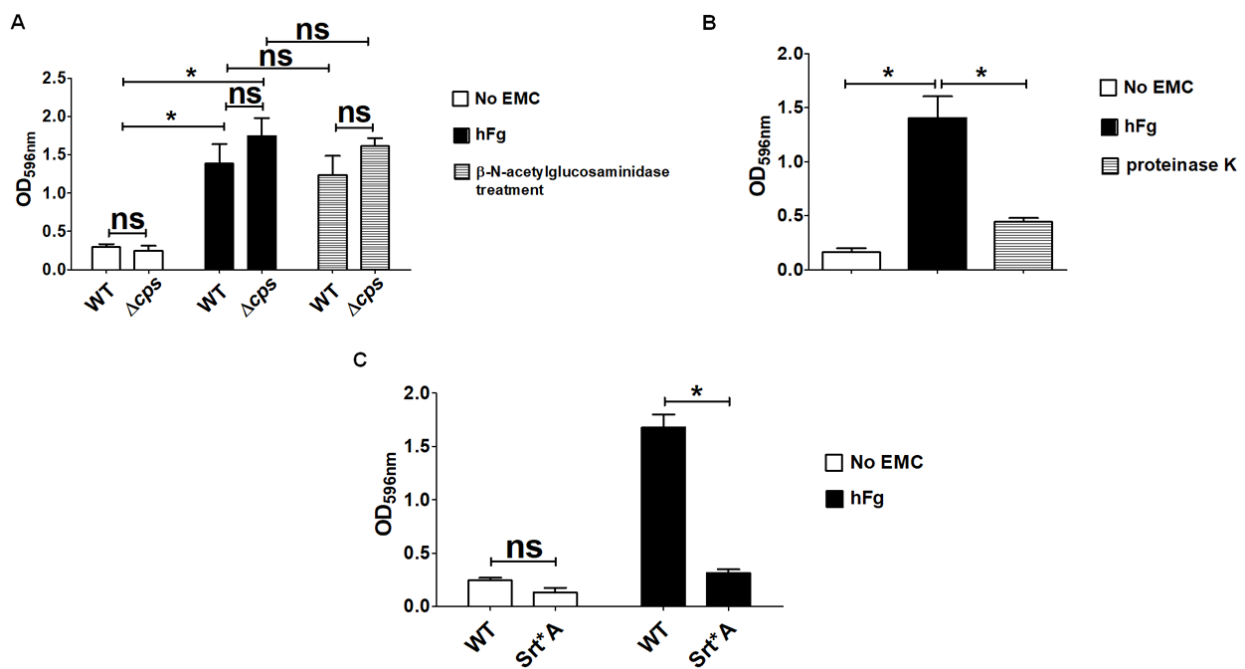 A
ns
ns
*
ns
*
ns
ns
2.5
2.0
1.5
1.0
0.5
0.0
OD596nm
WT
Δcps
WT
Δcps
WT
Δcps
No EMC
hFg
β-N-acetylglucosaminidase
treatment
B
*
*
2.0
1.5
1.0
0.5
0.0
OD596nm
No EMC
hFg
proteinase K
C
*
ns
2.0
1.5
1.0
0.5
0.0
OD596nm
WT
Srt*A
WT
Srt*A
No EMC
hFg